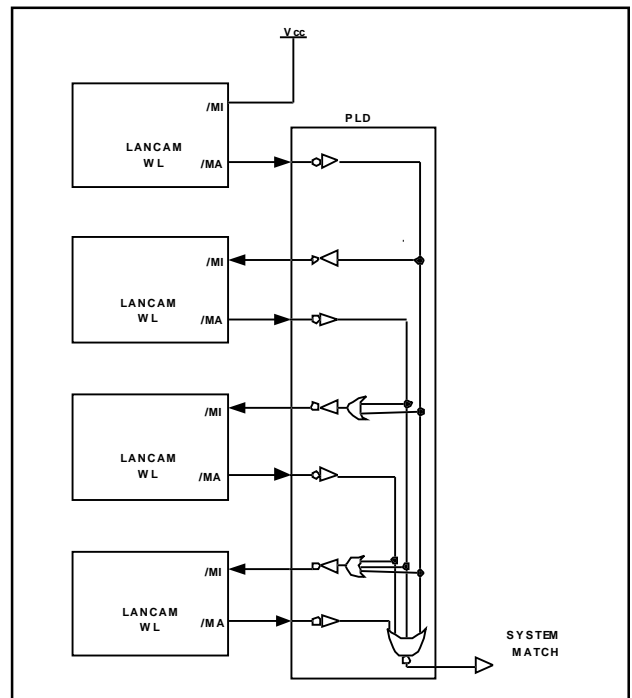 Vcc
/MI
PLD
LANCAM
WL
/MA
/MI
LANCAM
WL
/MA
/MI
LANCAM
WL
/MA
/MI
LANCAM
WL
/MA
SYSTEM
MATCH